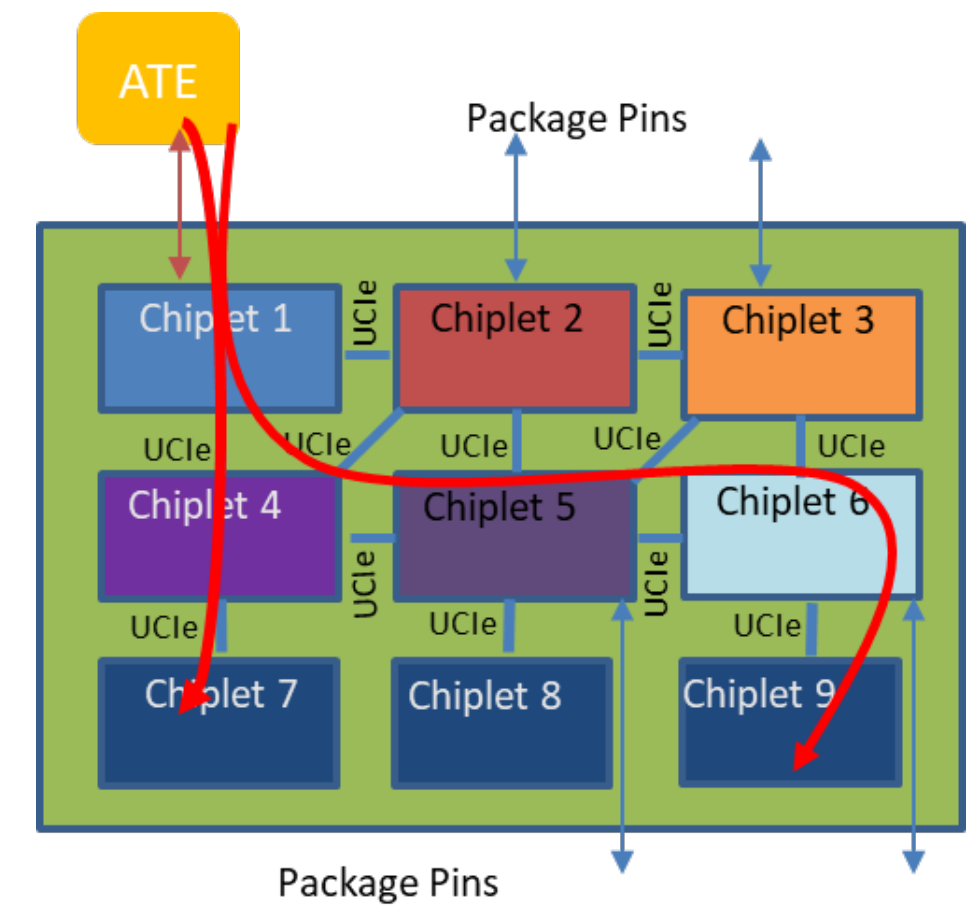 ATE
Package Pins
Chiplet 1
UCIe
Chiplet 2
UCIe
Chiplet 3
UCIe
UCIe
UCIe
UCIe
UCIe
Chiplet 4
UCIe
Chiplet 5
UCIe
Chiplet 6
UCIe
UCIe
UCIe
Chiplet 7
Chiplet 8
Chiplet 9
Package Pins